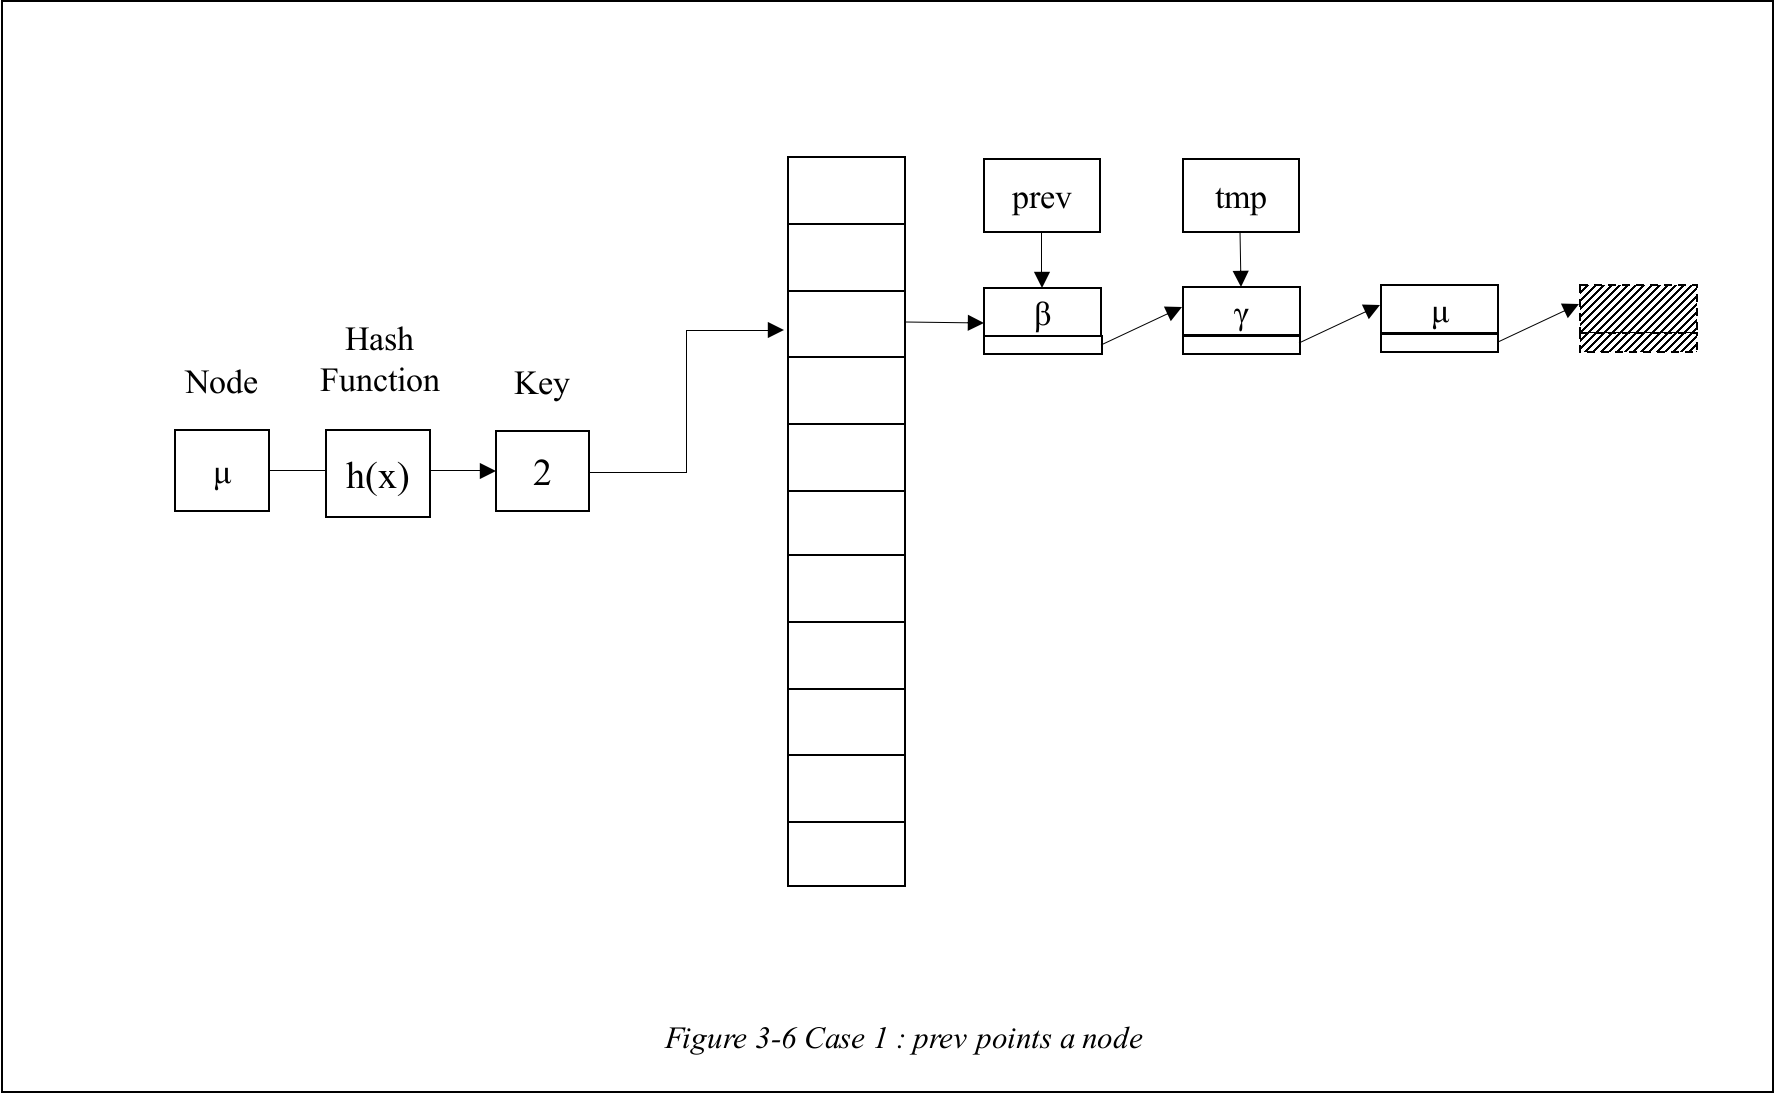 prev
tmp
β
γ
μ
Hash
Function
Node
Key
μ
h(x)
2
Figure 3-6 Case 1 : prev points a node